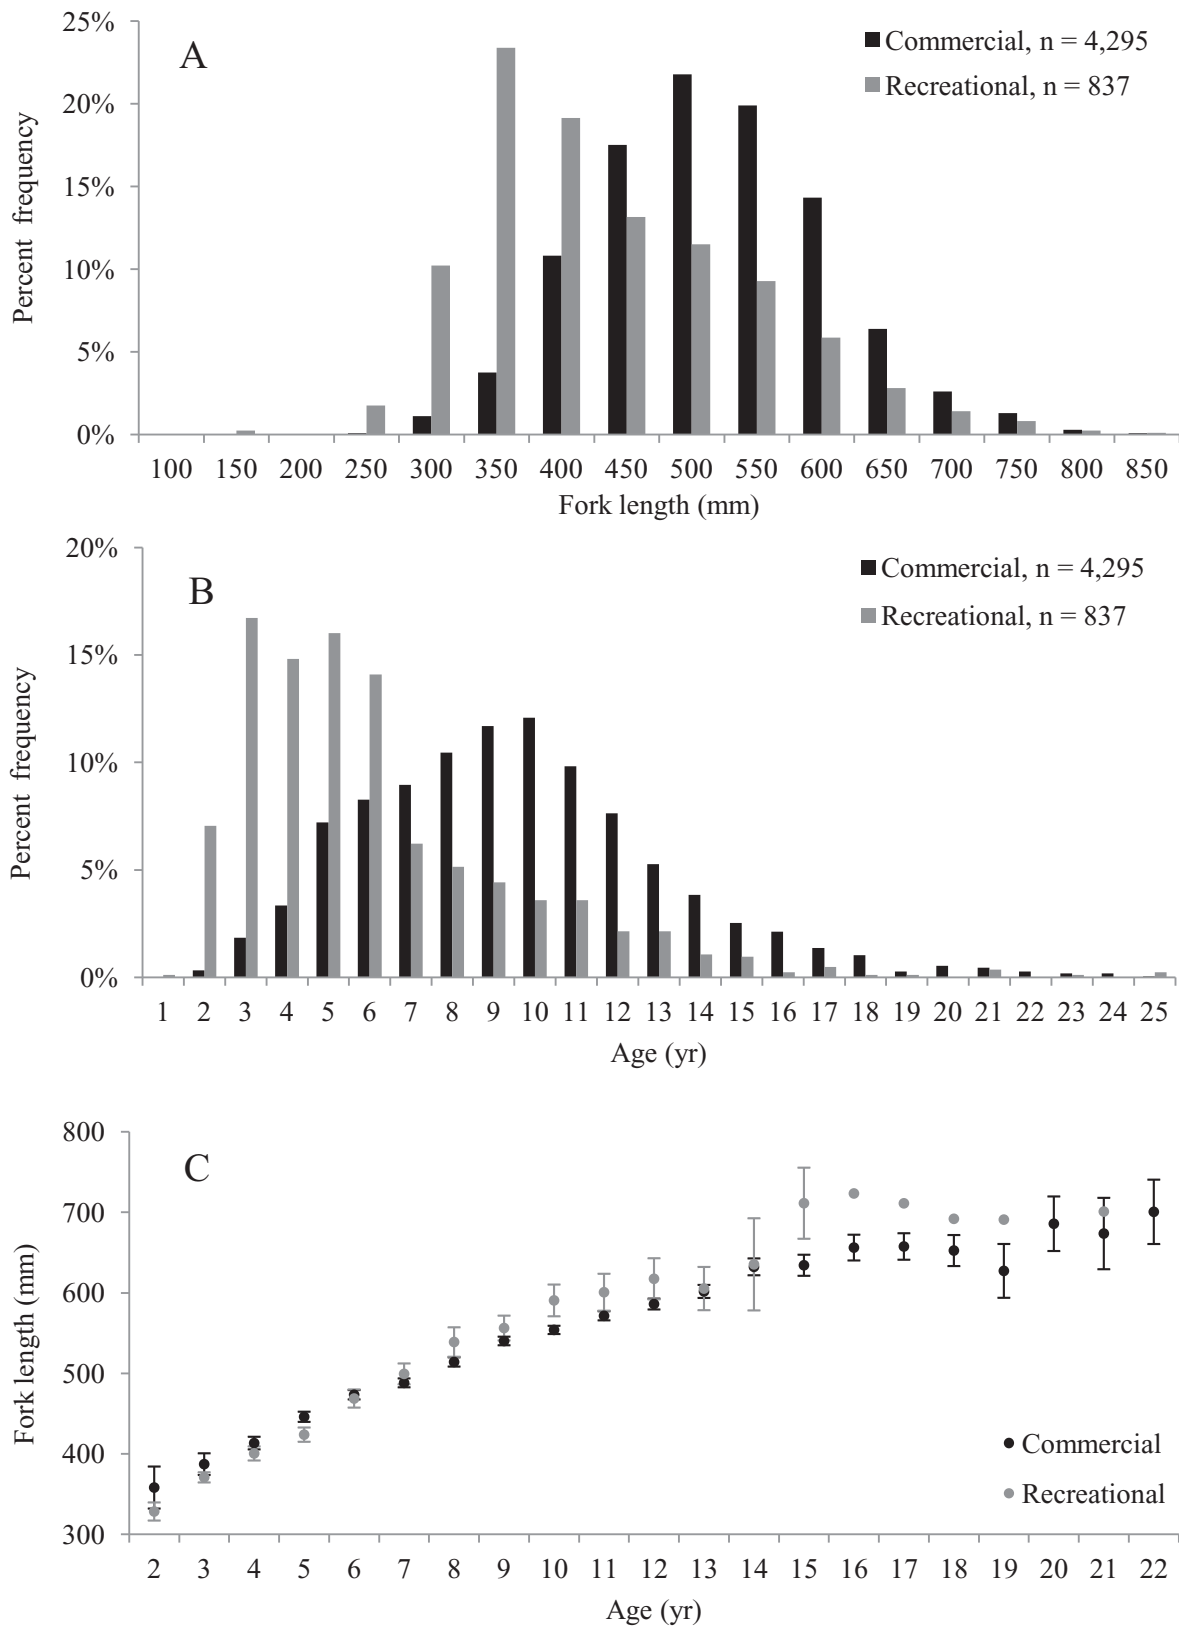 25%
A
Commercial, n = 4,295
Recreational, n = 837
20%
15%
10%
5%
0%
Percent frequency
100 150 200 250 300 350 400 450 500 550 600 650 700 750 800 850
Fork length (mm)
20%
B
Commercial, n = 4,295
Recreational, n = 837
15%
10%
5%
0%
Percent frequency
1 2 3 4 5 6 7 8 9 10 11 12 13 14 15 16 17 18 19 20 21 22 23 24 25
Age (yr)
800
C
700
600
500
400
300
Fork length (mm)
Commercial
Recreational
2 3 4 5 6 7 8 9 10 11 12 13 14 15 16 17 18 19 20 21 22
Age (yr)